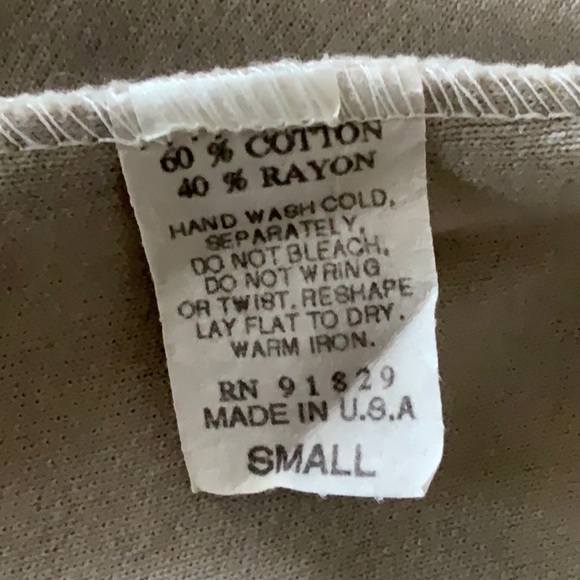 60 % COTTON
40 % RAYON
HAND WASH COLD,
SEPARATELY,
DO NOT BLEACH,
DO NOT WRING
OR TWIST. RESHAPE
LAY FLAT TO DRY.
WARM IRON.
RN 91829
MADE IN U.S.A
SMALL